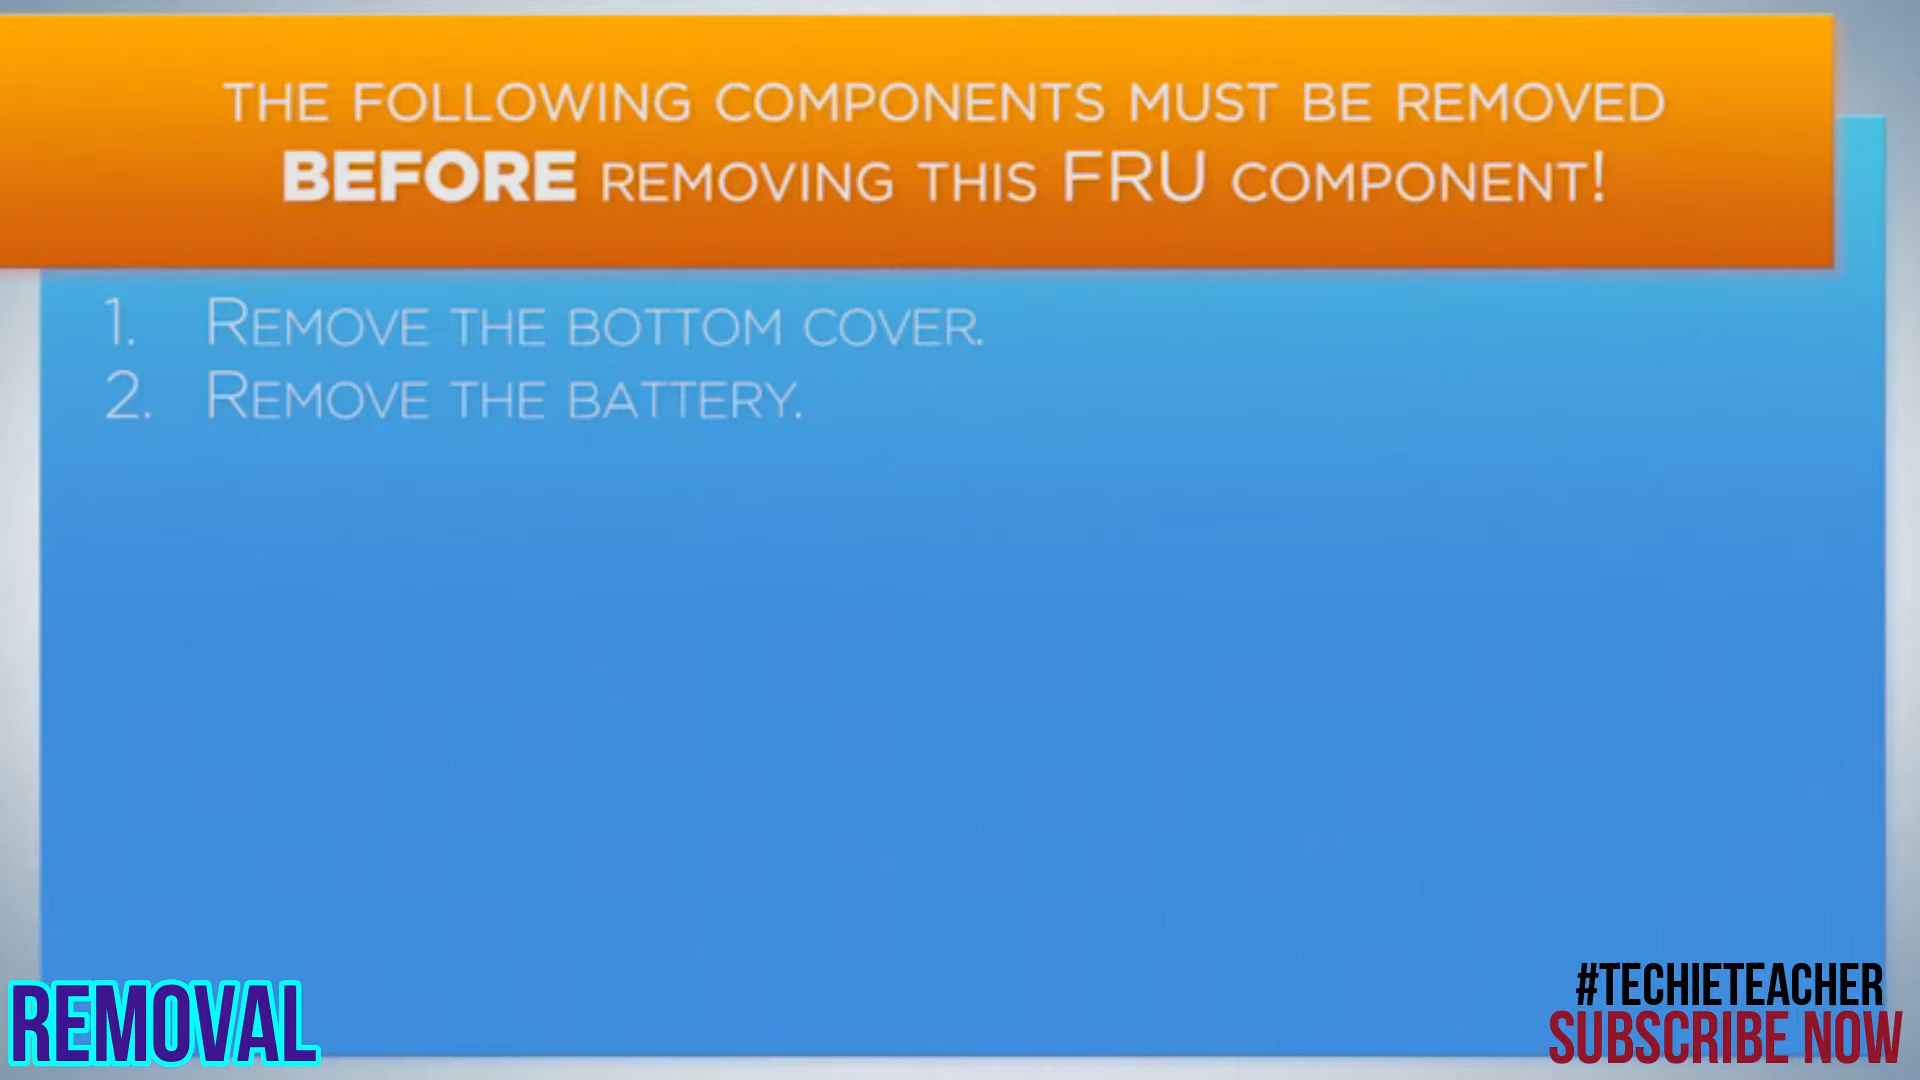 THE FOLLOWING COMPONENTS MUST BE REMOVED
BEFORE REMOVING THIS FRU COMPONENT!
1. REMOVE THE BOTTOM COVER.
2. REMOVE THE BATTERY.
REMOVAL
#TECHIETEACHER
SUBSCRIBE NOW